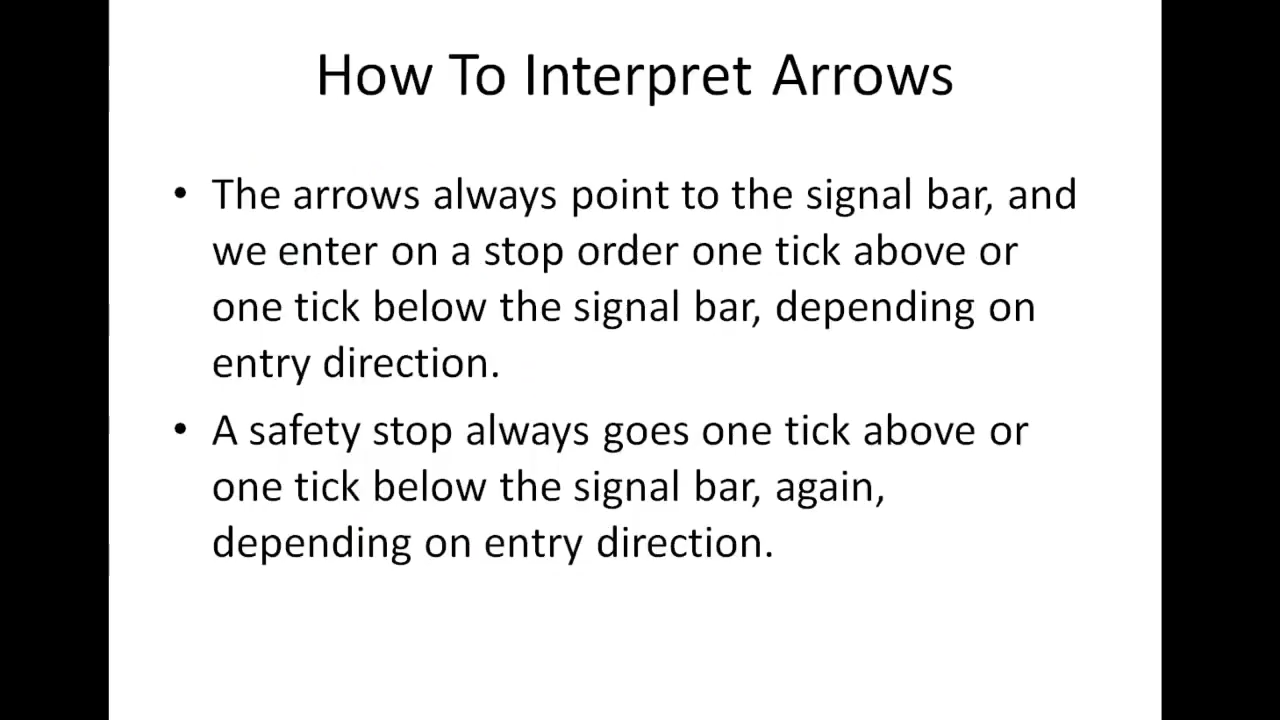 How To Interpret Arrows
• The arrows always point to the signal bar, and
we enter on a stop order one tick above or
one tick below the signal bar, depending on
entry direction.
• A safety stop always goes one tick above or
one tick below the signal bar, again,
depending on entry direction.